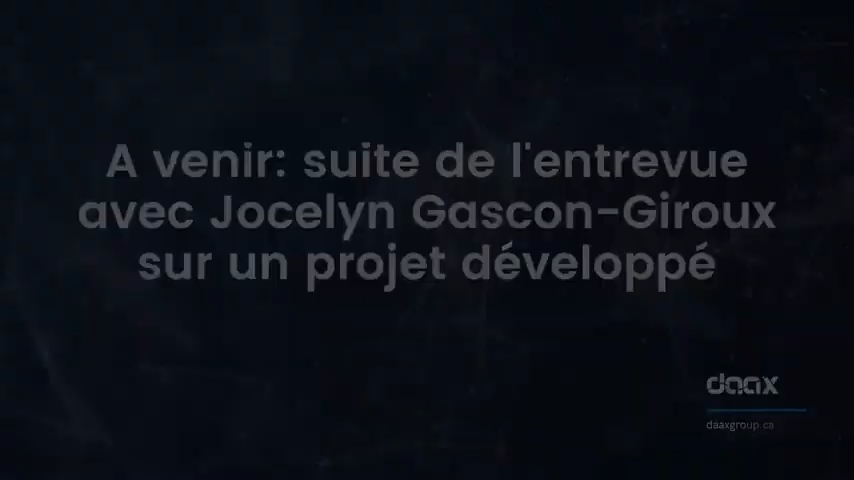 A venir: suite de l'entrevue
avec Jocelyn Gascon-Giroux
sur un projet développé
daax
daaxgroup.ca